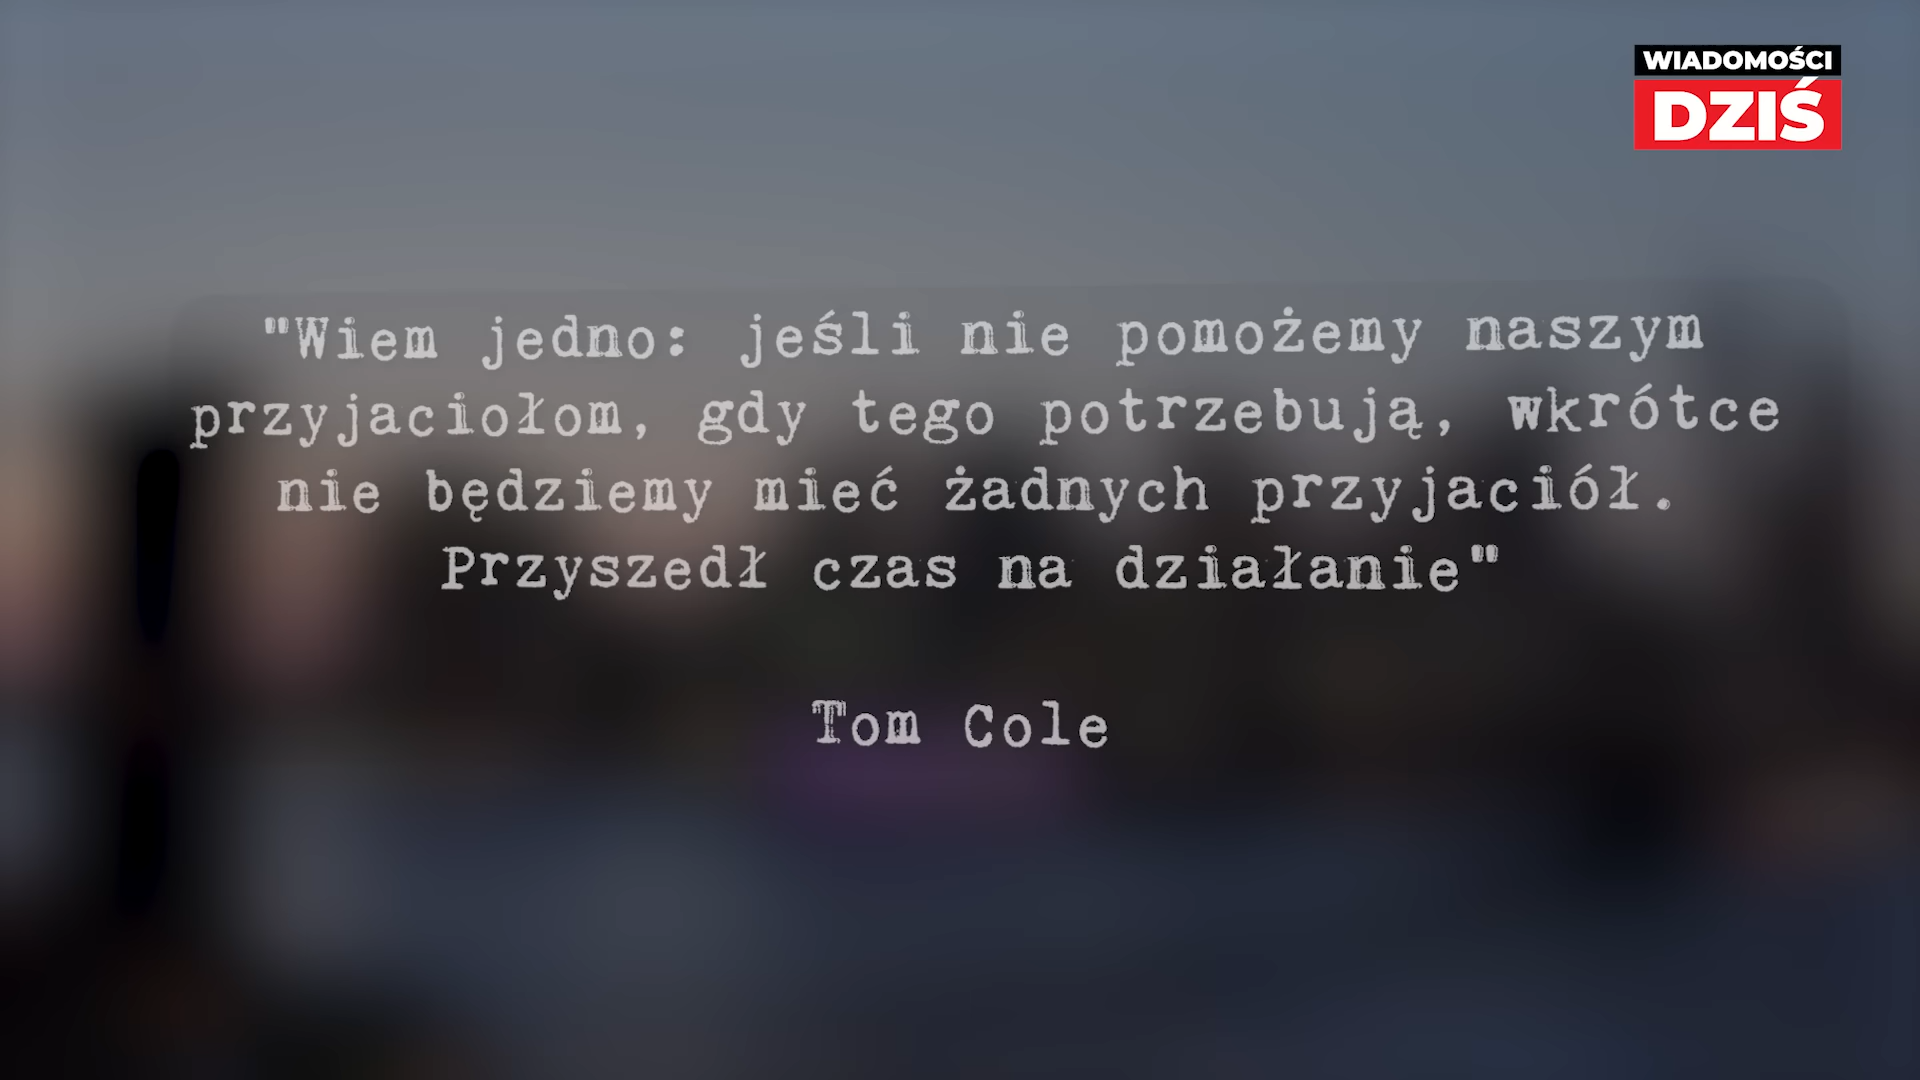 WIADOMOŚCI
DZIŚ
"Wiem jedno: jeśli nie pomożemy naszym
przyjaciołom, gdy tego potrzebują, wkrótce
nie będziemy mieć żadnych przyjaciół.
Przyszedł czas na działanie"
Tom Cole